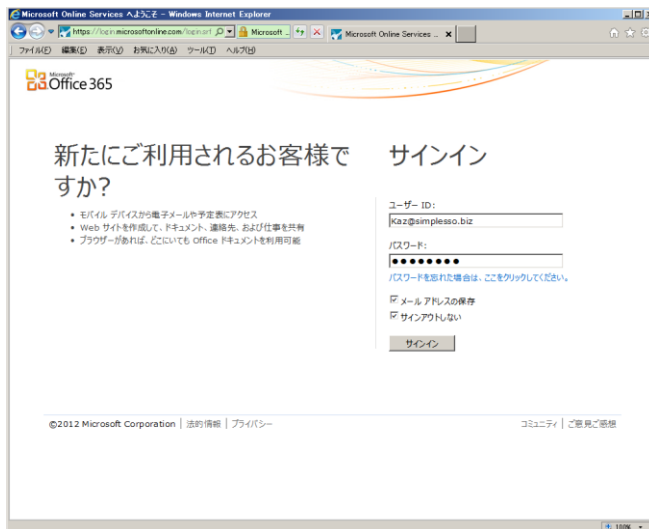 Microsoft Online Services へようこそ - Windows Internet Explorer
https://login.microsoftonline.com/login.srf
Microsoft ...
Microsoft Online Services ...
ファイル(F) 編集(E) 表示(V) お気に入り(A) ツール(T) ヘルプ(H)
Microsoft
Office 365
新たにご利用されるお客様で
すか?
モバイル デバイスから電子メールや予定表にアクセス
Web サイトを作成して、ドキュメント、連絡先、および仕事を共有
ブラウザーがあれば、どこにいても Office ドキュメントを利用可能
サインイン
ユーザー ID:
Kaz@simplesso.biz
パスワード:
●●●●●●●●
パスワードを忘れた場合は、ここをクリックしてください。
メール アドレスの保存
サインアウトしない
サインイン
©2012 Microsoft Corporation | 法的情報 | プライバシー
コミュニティ | ご意見ご感想
100%